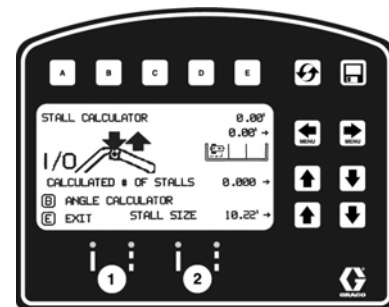 A B C D E
STALL CALCULATOR 0.00'
0.00' →
I/O
MENU MENU
CALCULATED # OF STALLS 0.000 →
B ANGLE CALCULATOR
E EXIT STALL SIZE 10.22' →
1 2
G
GRACO